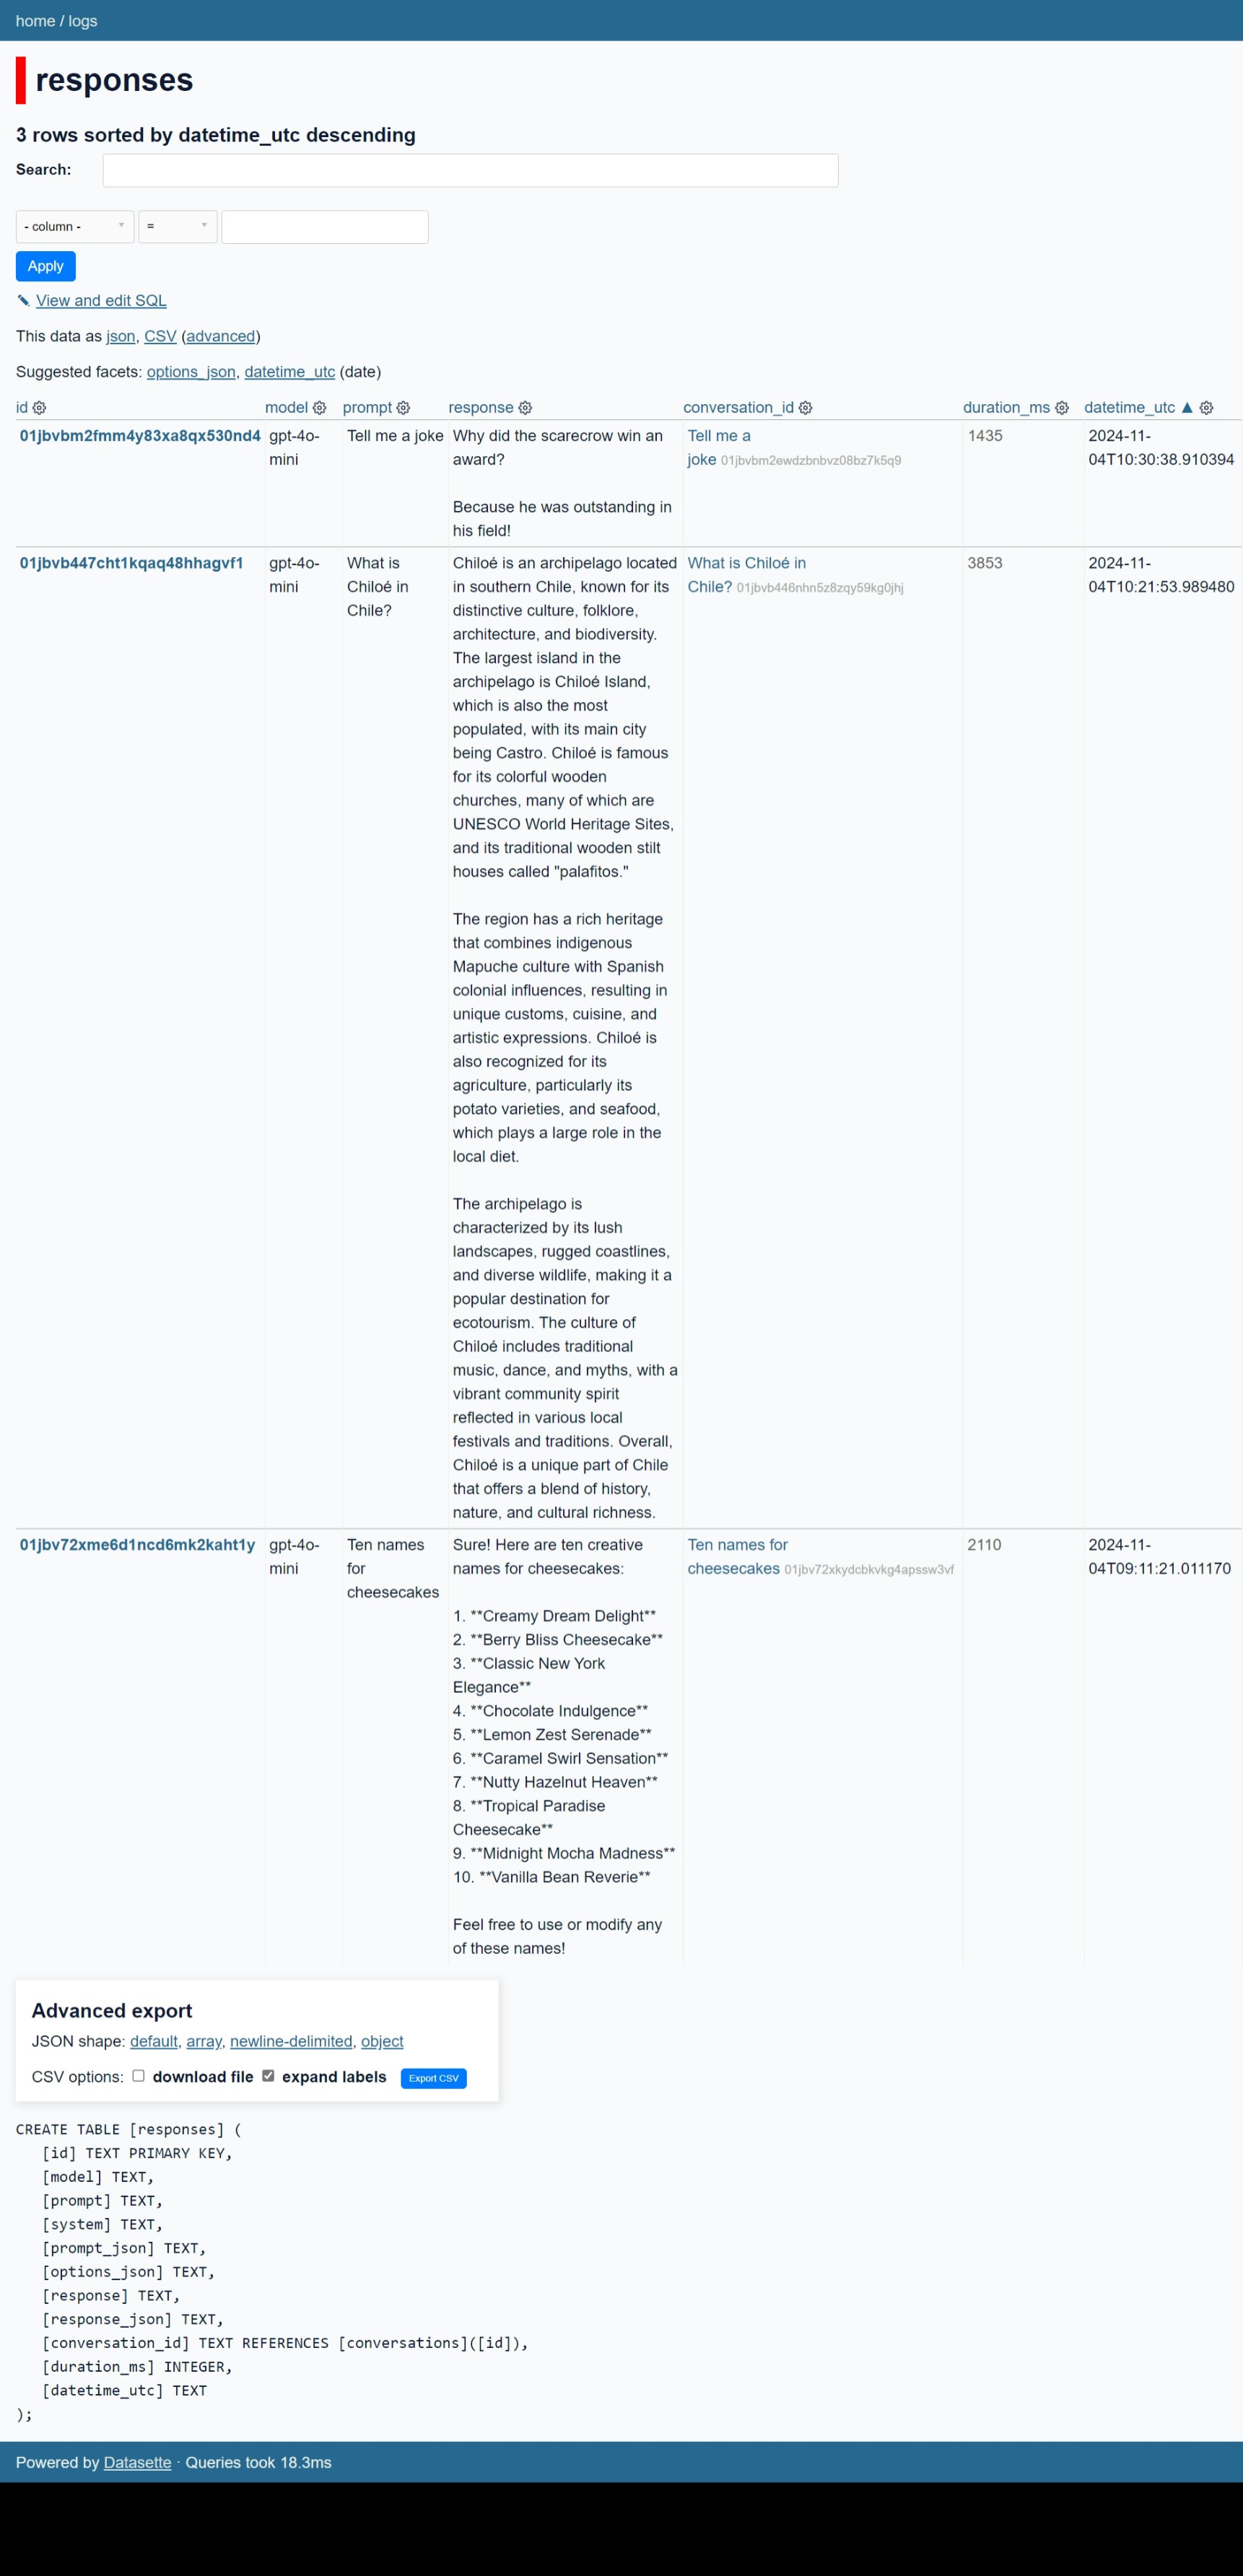 home / logs
responses
3 rows sorted by datetime_utc descending
Search:
- column - =
Apply
View and edit SQL
This data as json, CSV (advanced)
Suggested facets: options_json, datetime_utc (date)
id model prompt response conversation_id duration_ms datetime_utc ▲
01jbvbm2fmm4y83xa8qx530nd4
gpt-4o-
mini
Tell me a joke
Why did the scarecrow win an
award?

Because he was outstanding in
his field!
Tell me a
joke 01jbvbm2ewdzbnbvz08bz7k5q9
1435
2024-11-
04T10:30:38.910394
01jbvb447cht1kqaq48hhagvf1
gpt-4o-
mini
What is
Chiloé in
Chile?
Chiloé is an archipelago located
in southern Chile, known for its
distinctive culture, folklore,
architecture, and biodiversity.
The largest island in the
archipelago is Chiloé Island,
which is also the most
populated, with its main city
being Castro. Chiloé is famous
for its colorful wooden
churches, many of which are
UNESCO World Heritage Sites,
and its traditional wooden stilt
houses called "palafitos."

The region has a rich heritage
that combines indigenous
Mapuche culture with Spanish
colonial influences, resulting in
unique customs, cuisine, and
artistic expressions. Chiloé is
also recognized for its
agriculture, particularly its
potato varieties, and seafood,
which plays a large role in the
local diet.

The archipelago is
characterized by its lush
landscapes, rugged coastlines,
and diverse wildlife, making it a
popular destination for
ecotourism. The culture of
Chiloé includes traditional
music, dance, and myths, with a
vibrant community spirit
reflected in various local
festivals and traditions. Overall,
Chiloé is a unique part of Chile
that offers a blend of history,
nature, and cultural richness.
What is Chiloé in
Chile? 01jbvb446nhn5z8zqy59kg0jhj
3853
2024-11-
04T10:21:53.989480
01jbv72xme6d1ncd6mk2kaht1y
gpt-4o-
mini
Ten names
for
cheesecakes
Sure! Here are ten creative
names for cheesecakes:

1. **Creamy Dream Delight**
2. **Berry Bliss Cheesecake**
3. **Classic New York
Elegance**
4. **Chocolate Indulgence**
5. **Lemon Zest Serenade**
6. **Caramel Swirl Sensation**
7. **Nutty Hazelnut Heaven**
8. **Tropical Paradise
Cheesecake**
9. **Midnight Mocha Madness**
10. **Vanilla Bean Reverie**

Feel free to use or modify any
of these names!
Ten names for
cheesecakes 01jbv72xkydcbkvkg4apssw3vf
2110
2024-11-
04T09:11:21.011170
Advanced export
JSON shape: default, array, newline-delimited, object
CSV options: download file expand labels Export CSV
CREATE TABLE [responses] (
   [id] TEXT PRIMARY KEY,
   [model] TEXT,
   [prompt] TEXT,
   [system] TEXT,
   [prompt_json] TEXT,
   [options_json] TEXT,
   [response] TEXT,
   [response_json] TEXT,
   [conversation_id] TEXT REFERENCES [conversations]([id]),
   [duration_ms] INTEGER,
   [datetime_utc] TEXT
);
Powered by Datasette · Queries took 18.3ms